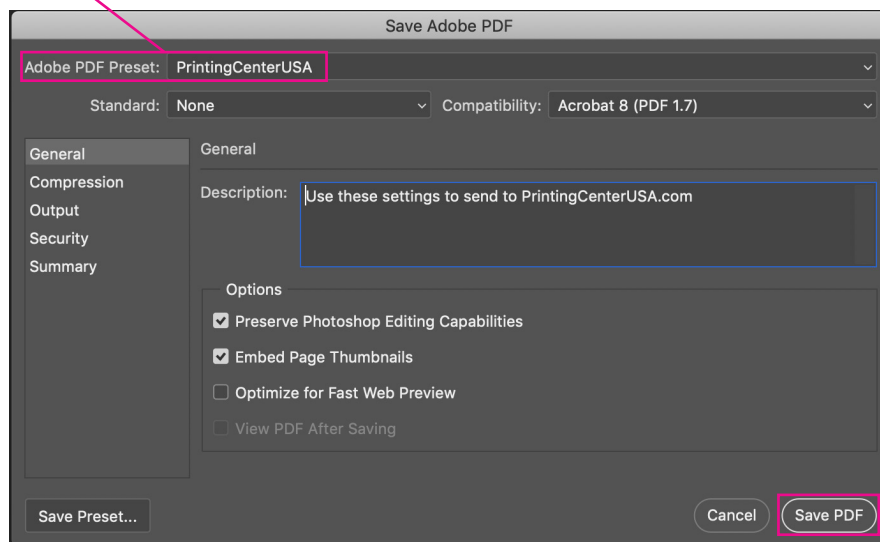 Save Adobe PDF
Adobe PDF Preset: PrintingCenterUSA
Standard: None Compatibility: Acrobat 8 (PDF 1.7)
General
Compression
Output
Security
Summary
General
Description: Use these settings to send to PrintingCenterUSA.com
Options
Preserve Photoshop Editing Capabilities
Embed Page Thumbnails
Optimize for Fast Web Preview
View PDF After Saving
Save Preset... Cancel Save PDF